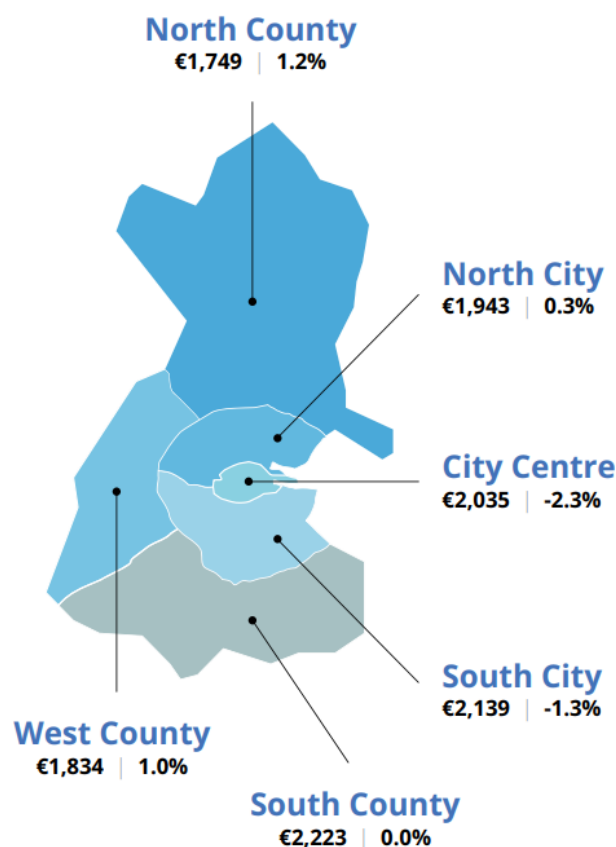 North County
€1,749 | 1.2%
North City
€1,943 | 0.3%
City Centre
€2,035 | -2.3%
South City
€2,139 | -1.3%
West County
€1,834 | 1.0%
South County
€2,223 | 0.0%